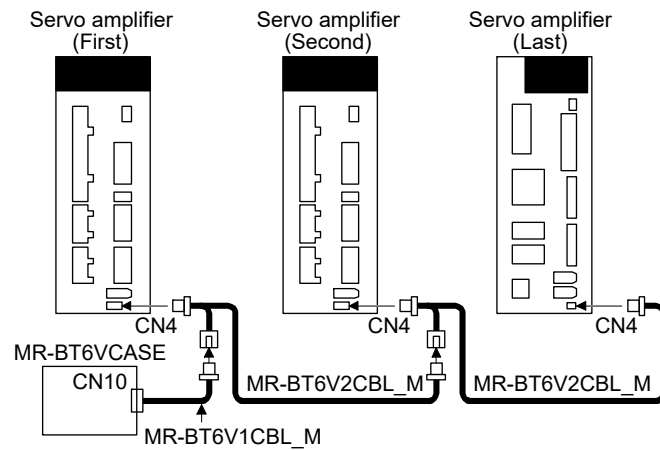 Servo amplifier
(First)
Servo amplifier
(Second)
Servo amplifier
(Last)
CN4
CN4
CN4
MR-BT6VCASE
CN10
MR-BT6V2CBL_M
MR-BT6V2CBL_M
MR-BT6V1CBL_M